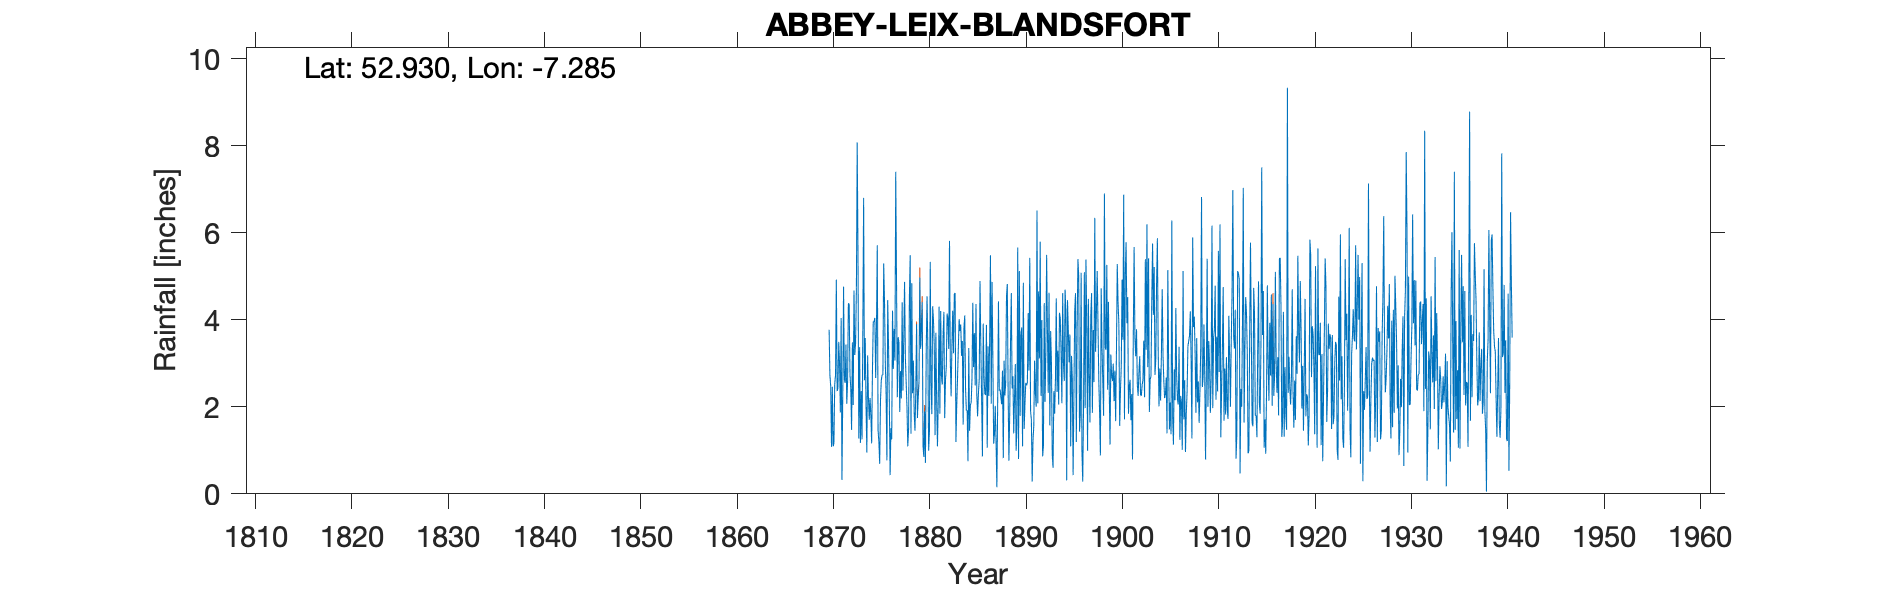 ABBEY-LEIX-BLANDSFORT
Lat: 52.930, Lon: -7.285
10
8
6
4
2
0
Rainfall [inches]
1810 1820 1830 1840 1850 1860 1870 1880 1890 1900 1910 1920 1930 1940 1950 1960
Year